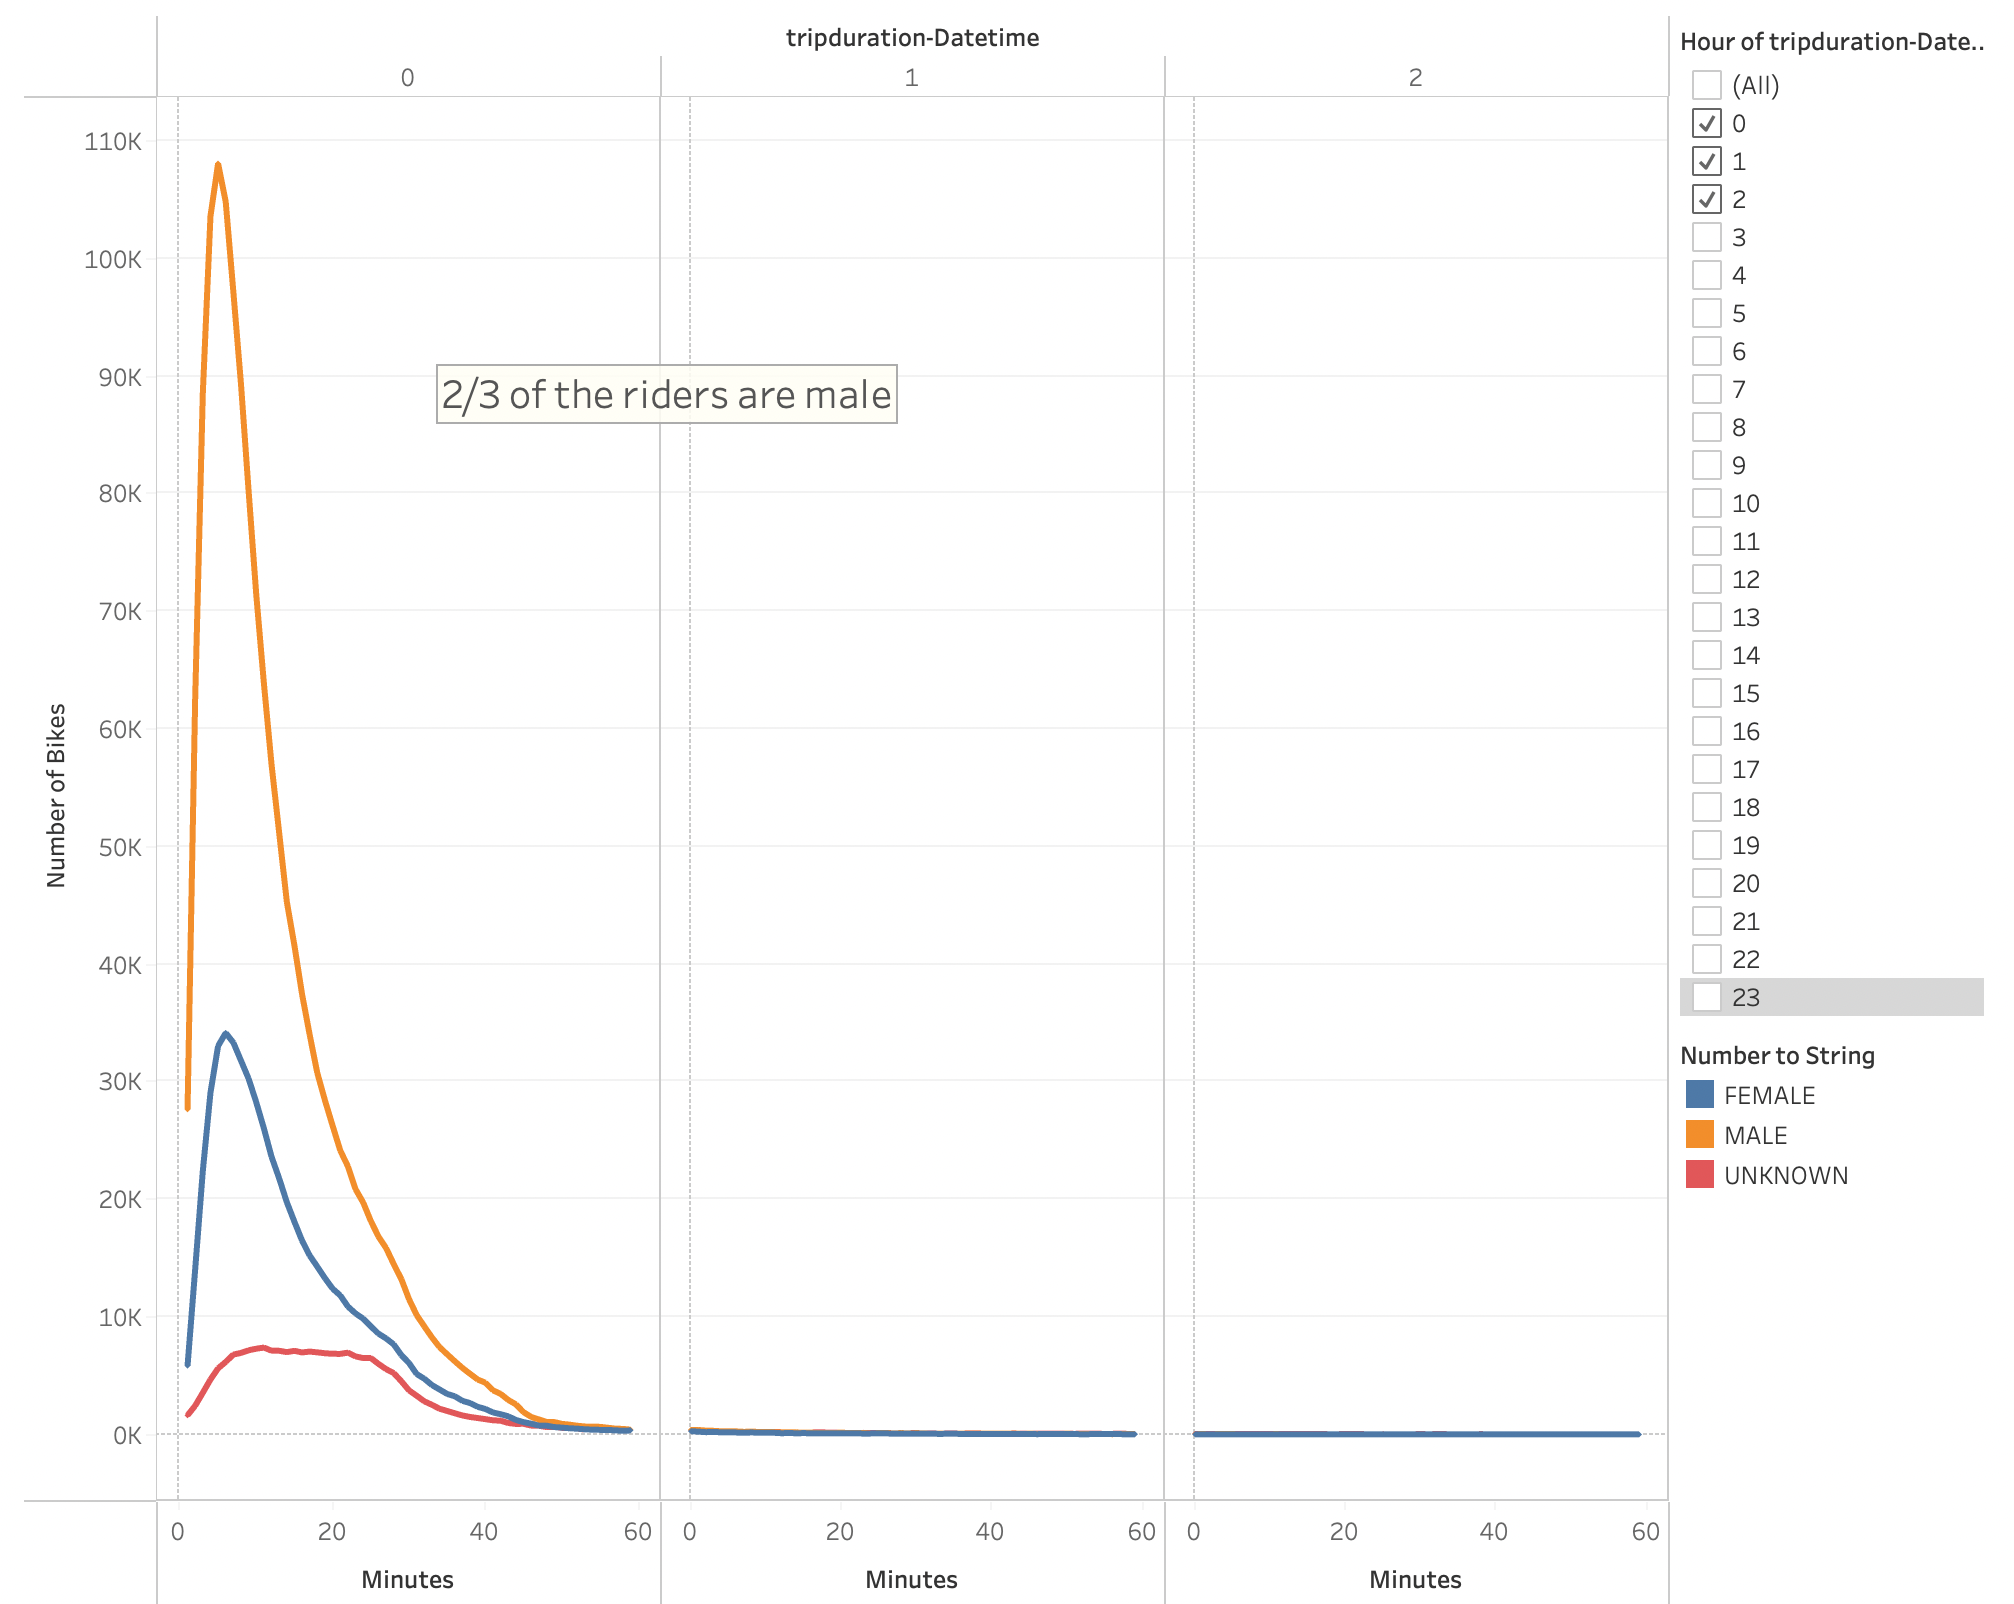 tripduration-Datetime
0 1 2
110K
100K
90K
80K
70K
60K
50K
40K
30K
20K
10K
0K
Number of Bikes
2/3 of the riders are male
0 20 40 60 0 20 40 60 0 20 40 60
Minutes Minutes Minutes
Hour of tripduration-Date..
(All)
0
1
2
3
4
5
6
7
8
9
10
11
12
13
14
15
16
17
18
19
20
21
22
23
Number to String
FEMALE
MALE
UNKNOWN